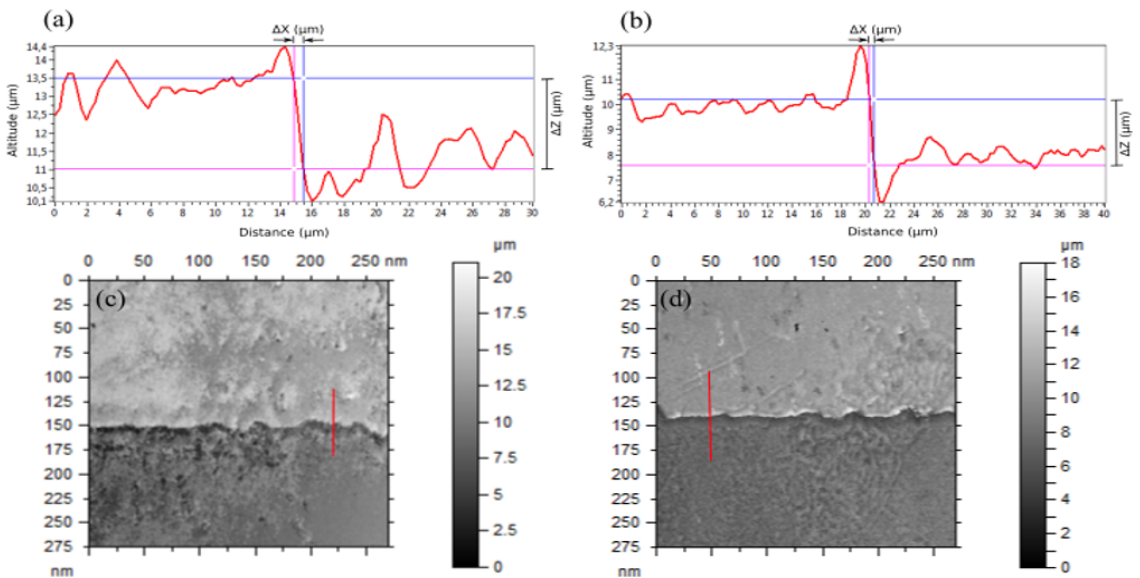 (a)
ΔX (µm)
14,4
13,5
13
12,5
11,5
11
10,5
10,1
Altitude (µm)
ΔZ (µm)
0 2 4 6 8 10 12 14 16 18 20 22 24 26 28 30
Distance (µm)
(b)
ΔX (µm)
12,3
11
10
9
8
7
6,2
Altitude (µm)
ΔZ (µm)
0 2 4 6 8 10 12 14 16 18 20 22 24 26 28 30 32 34 36 38 40
Distance (µm)
0 50 100 150 200 250 nm
(c)
0
25
50
75
100
125
150
175
200
225
250
275
nm
µm
20
17.5
15
12.5
10
7.5
5
2.5
0
0 50 100 150 200 250 nm
(d)
0
25
50
75
100
125
150
175
200
225
250
275
nm
µm
18
16
14
12
10
8
6
4
2
0